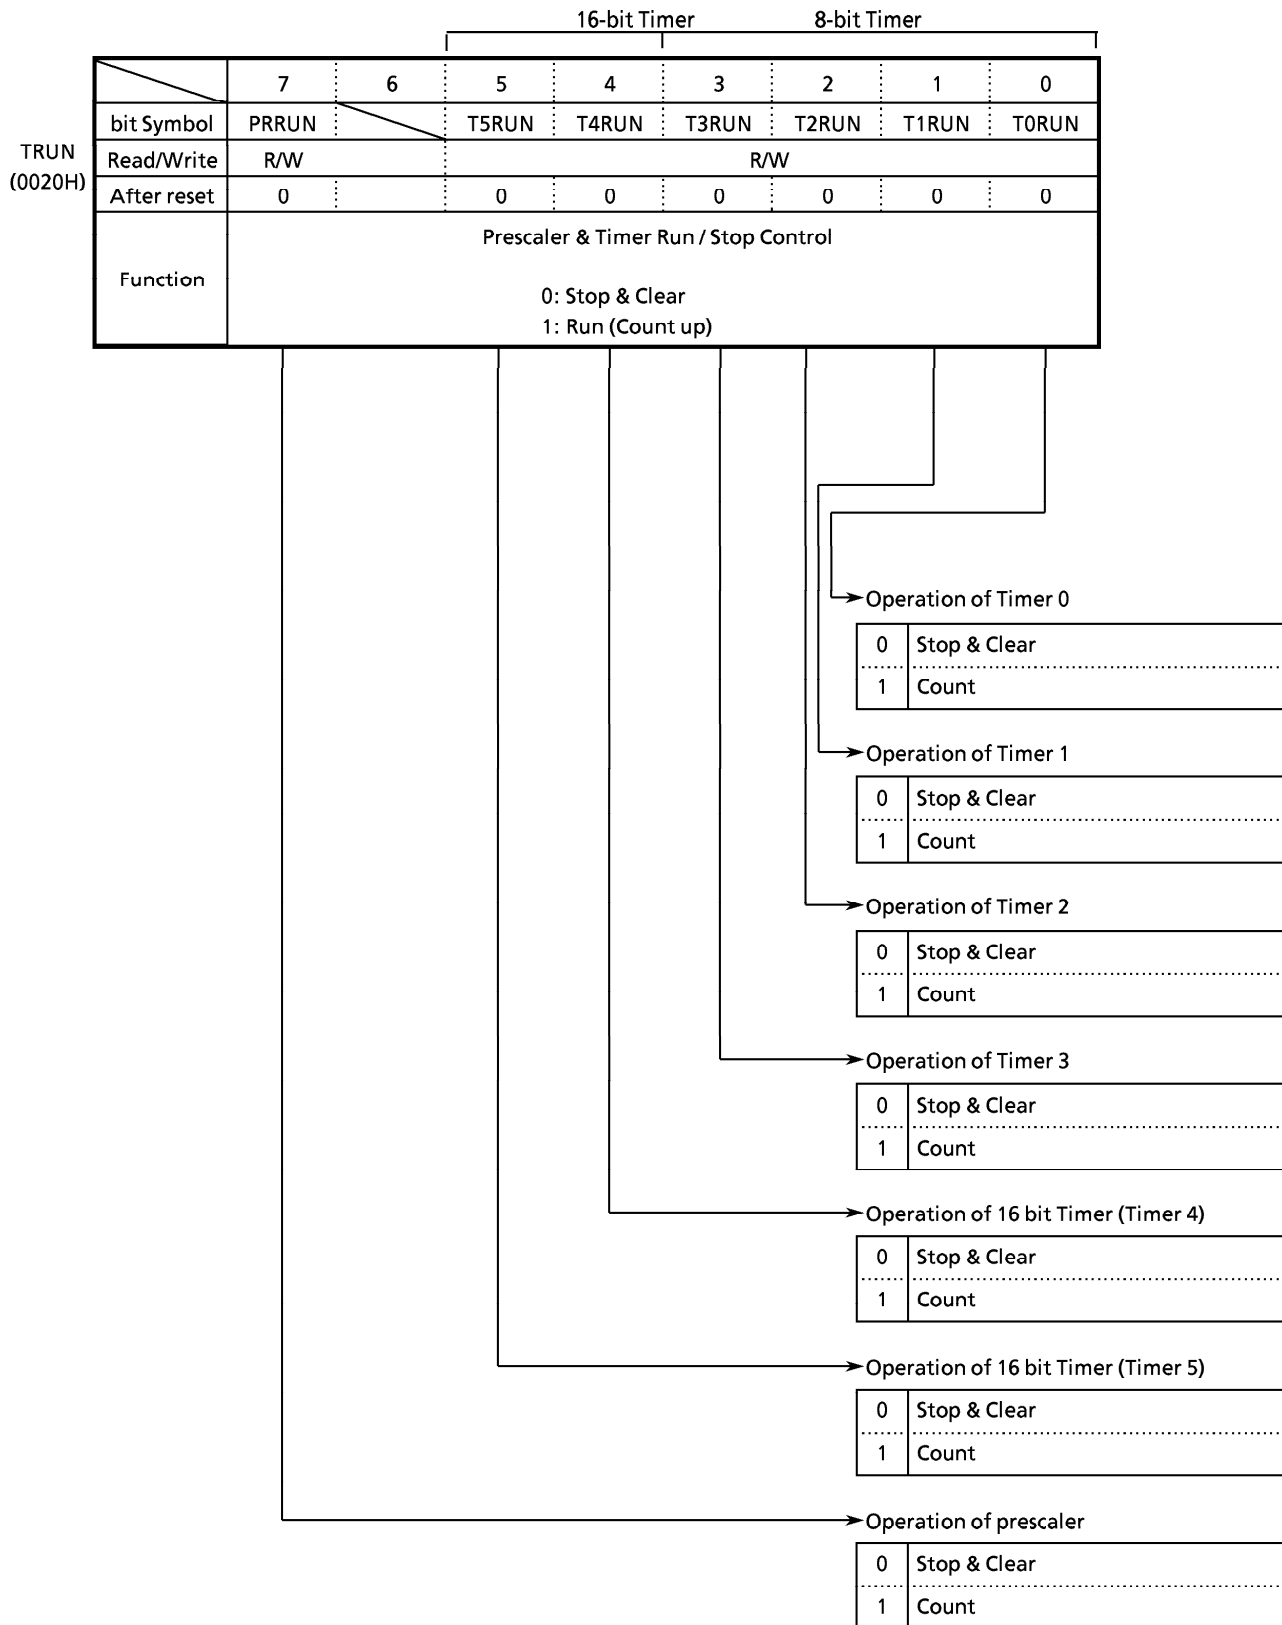 16-bit Timer 8-bit Timer
7 6 5 4 3 2 1 0
bit Symbol PRRUN T5RUN T4RUN T3RUN T2RUN T1RUN T0RUN
TRUN
(0020H)
Read/Write R/W R/W
After reset 0 0 0 0 0 0 0
Function
Prescaler & Timer Run / Stop Control
0: Stop & Clear
1: Run (Count up)
Operation of Timer 0
0 Stop & Clear
1 Count
Operation of Timer 1
0 Stop & Clear
1 Count
Operation of Timer 2
0 Stop & Clear
1 Count
Operation of Timer 3
0 Stop & Clear
1 Count
Operation of 16 bit Timer (Timer 4)
0 Stop & Clear
1 Count
Operation of 16 bit Timer (Timer 5)
0 Stop & Clear
1 Count
Operation of prescaler
0 Stop & Clear
1 Count